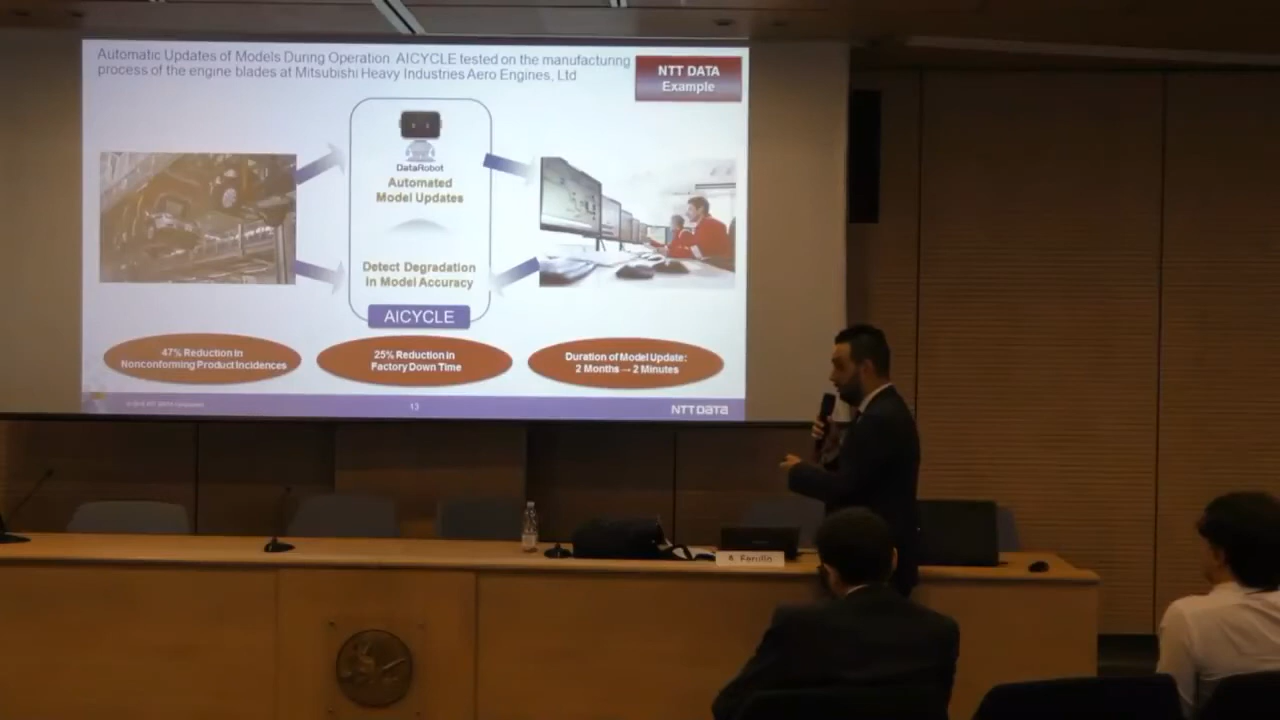 Automatic Updates of Models During Operation AICYCLE tested on the manufacturing
process of the engine blades at Mitsubishi Heavy Industries Aero Engines, Ltd
NTT DATA
Example
DataRobot
Automated
Model Updates
Detect Degradation
in Model Accuracy
AICYCLE
47% Reduction in
Nonconforming Product Incidences
25% Reduction in
Factory Down Time
Duration of Model Update:
2 Months → 2 Minutes
13
NTT DATA